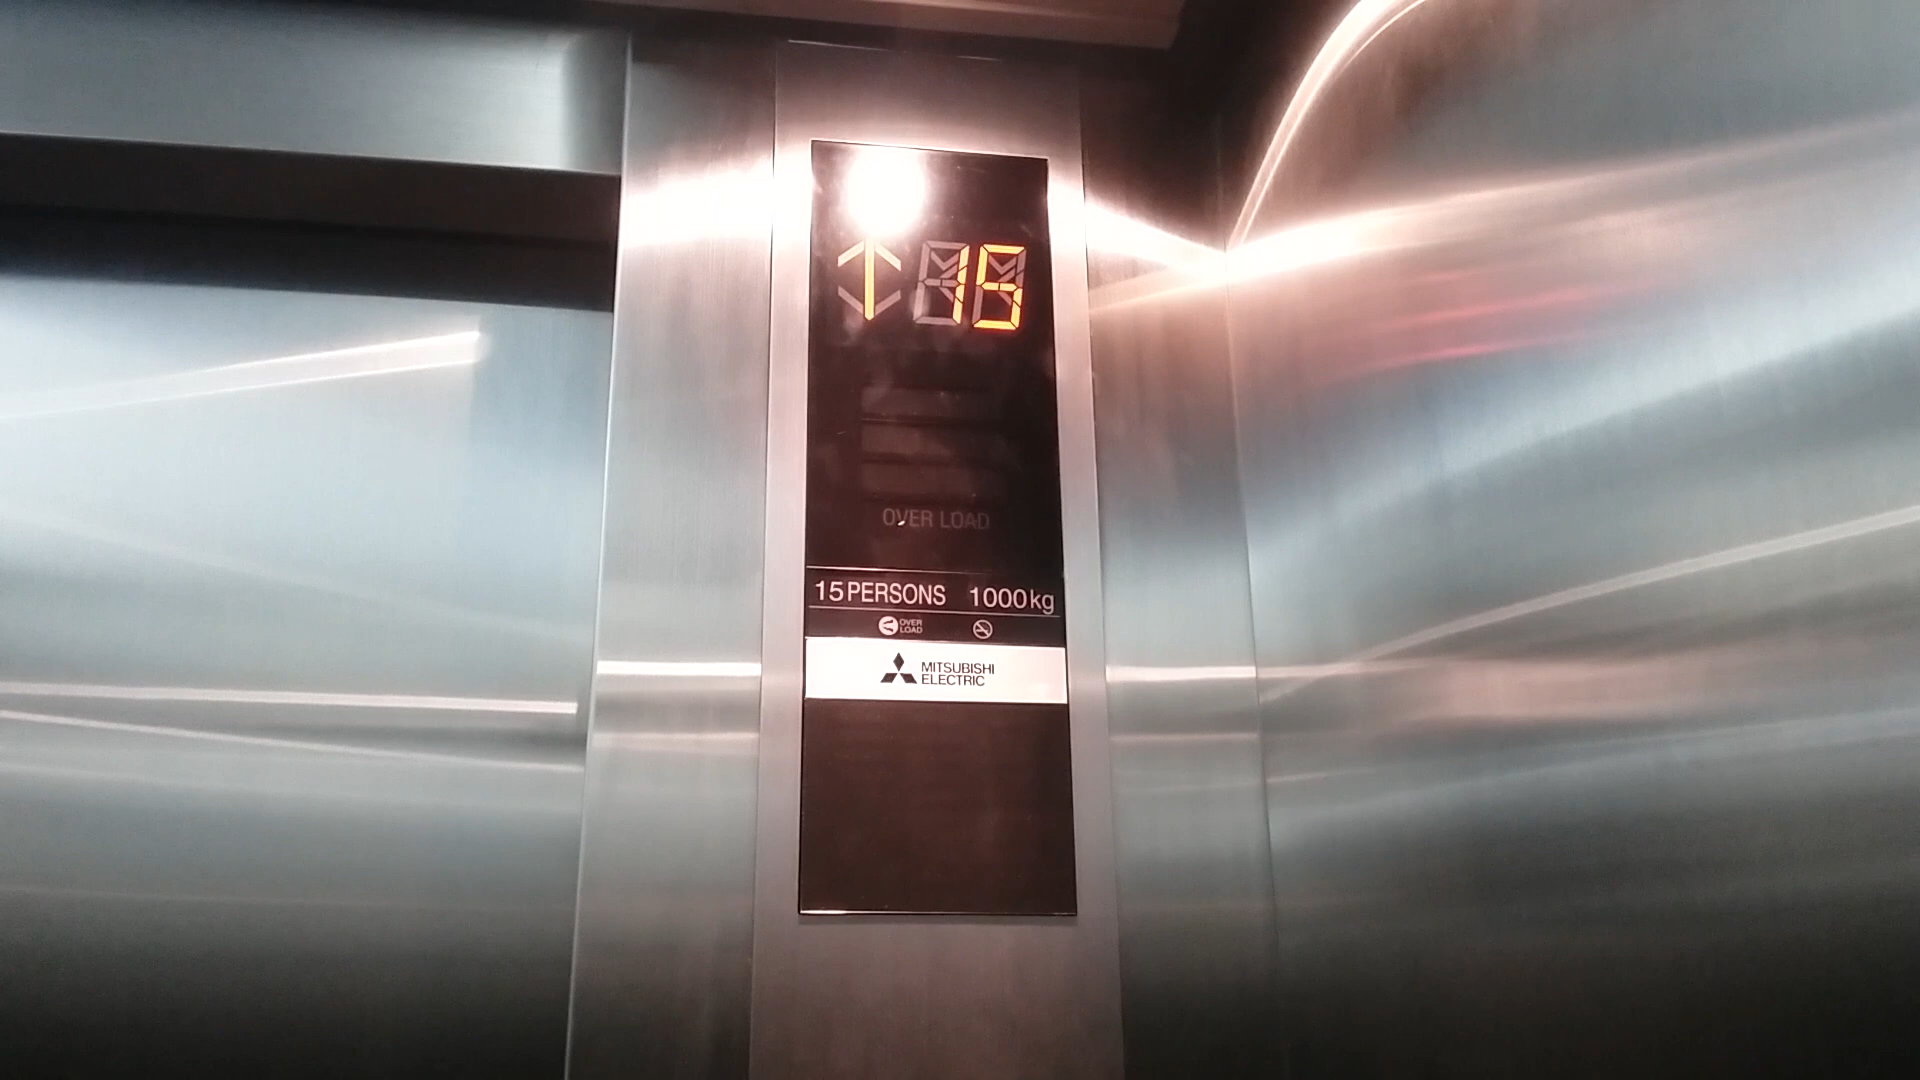 ↑ 15
OVER LOAD
15 PERSONS 1000kg
OVER
LOAD
MITSUBISHI
ELECTRIC